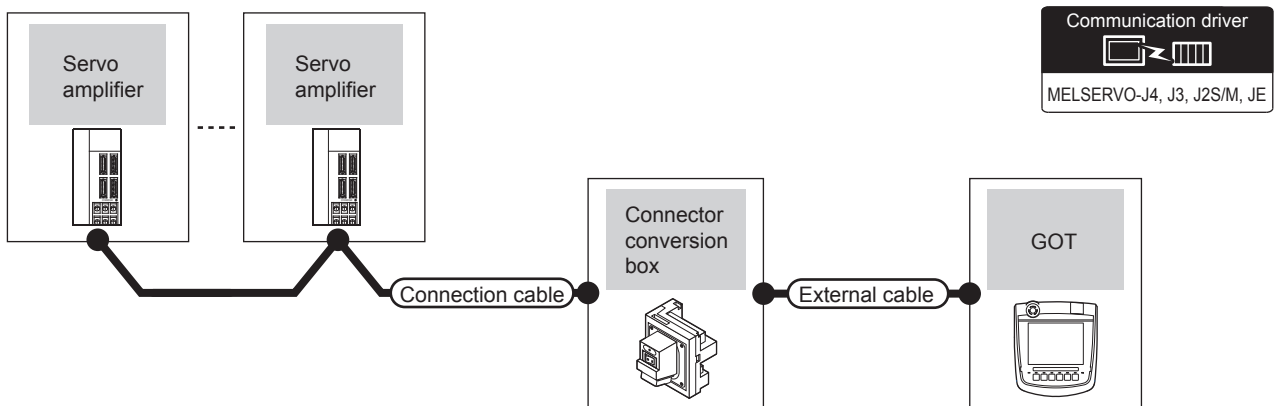 Communication driver
MELSERVO-J4, J3, J2S/M, JE
Servo
amplifier
Servo
amplifier
Connector
conversion
box
GOT
Connection cable
External cable